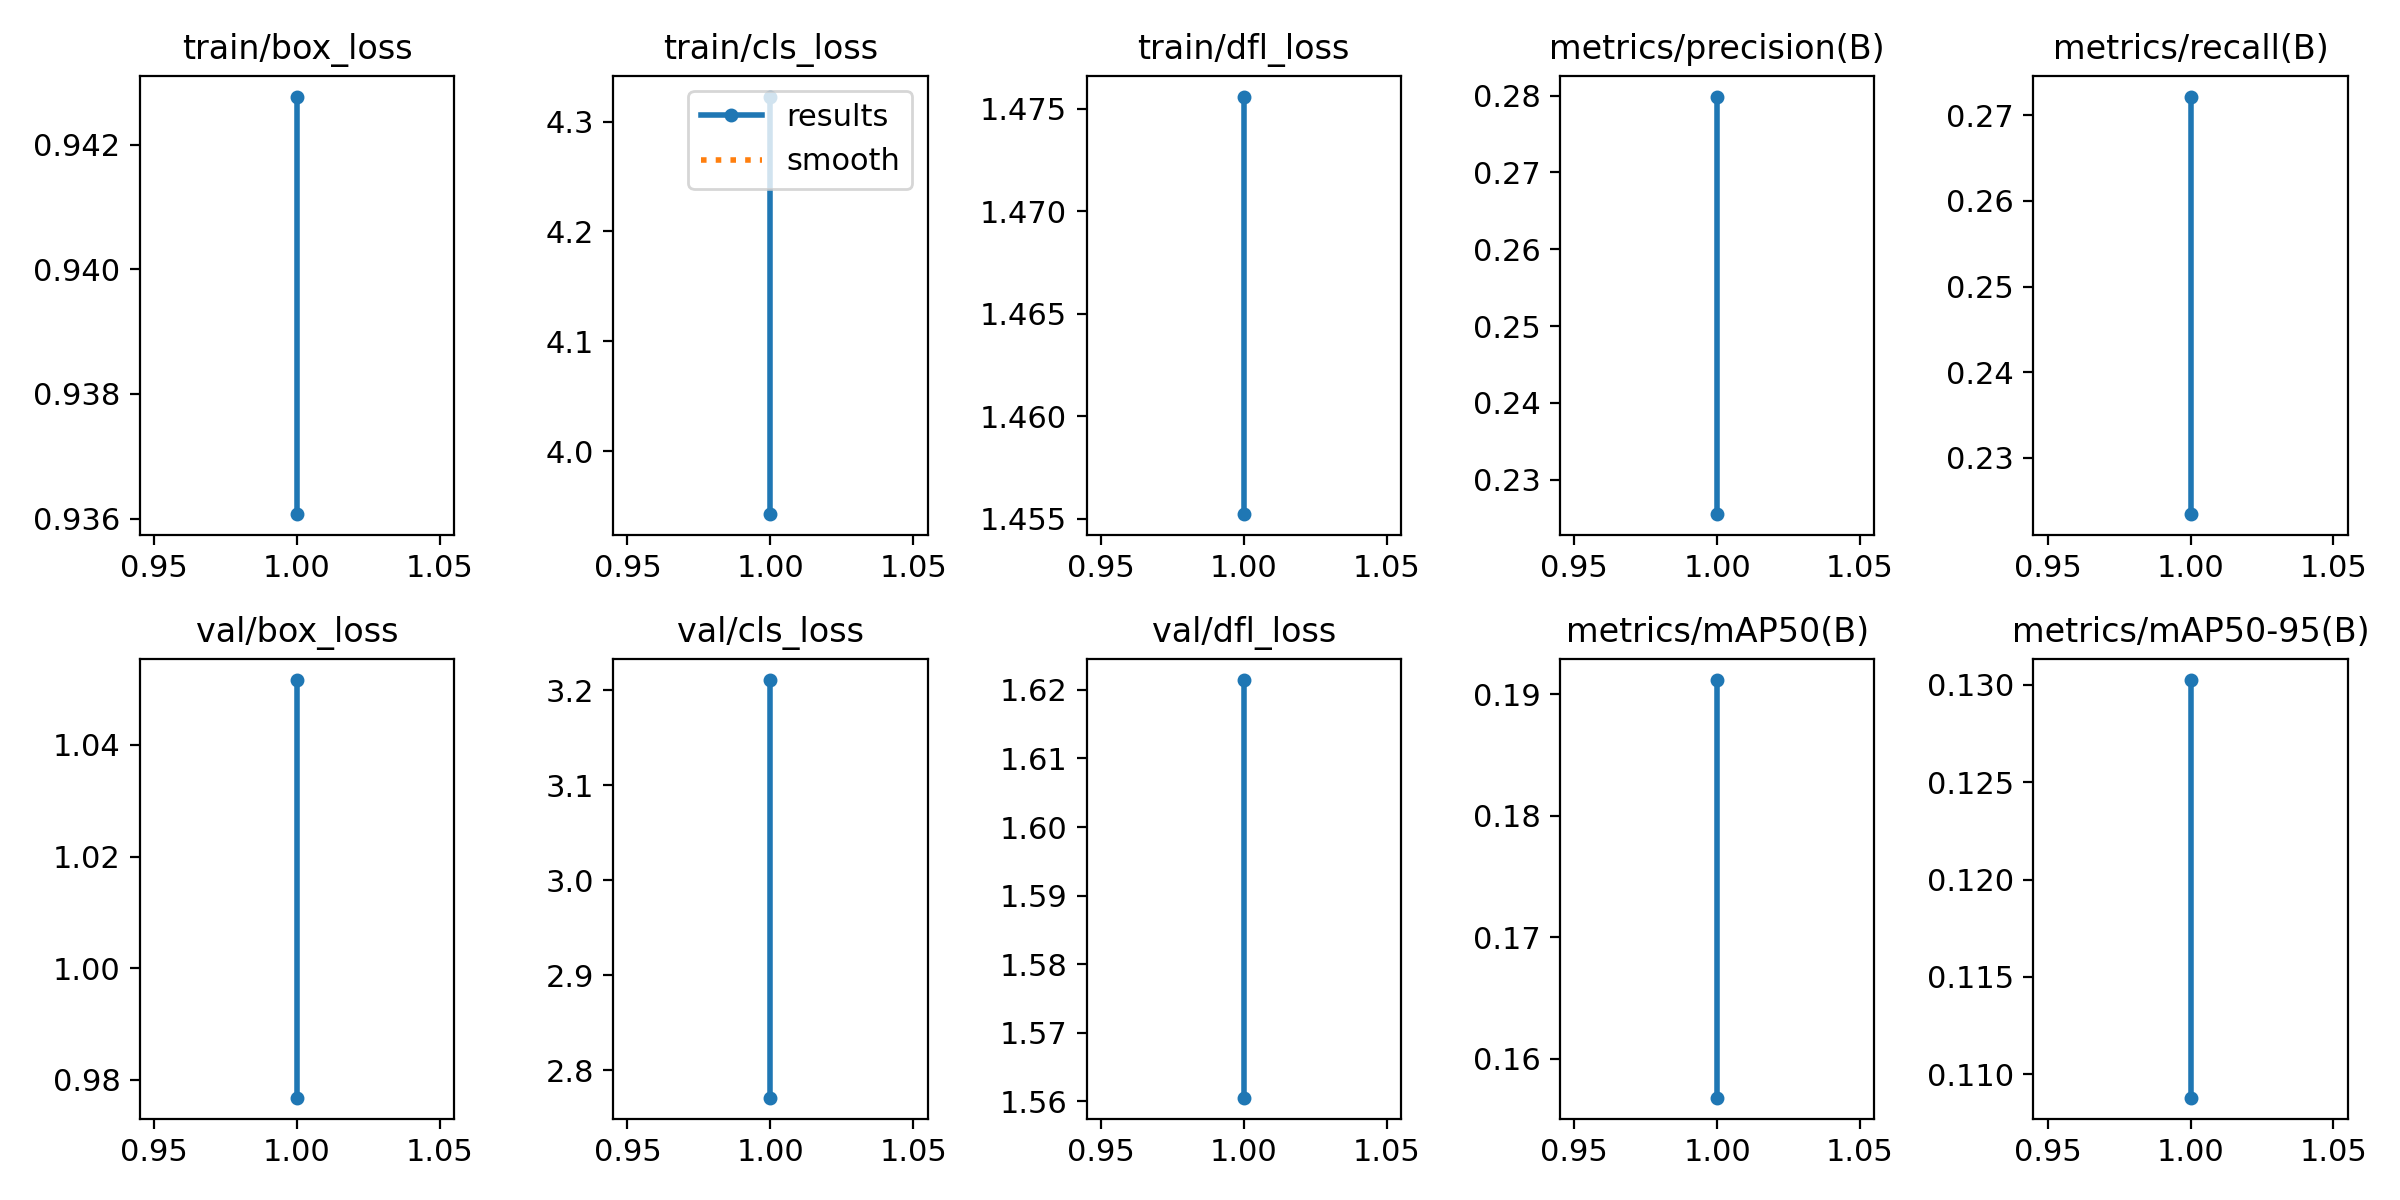 train/box_loss
0.942
0.940
0.938
0.936
0.95 1.00 1.05
train/cls_loss
results
smooth
4.3
4.2
4.1
4.0
0.95 1.00 1.05
train/dfl_loss
1.475
1.470
1.465
1.460
1.455
0.95 1.00 1.05
metrics/precision(B)
0.28
0.27
0.26
0.25
0.24
0.23
0.95 1.00 1.05
metrics/recall(B)
0.27
0.26
0.25
0.24
0.23
0.95 1.00 1.05
val/box_loss
1.04
1.02
1.00
0.98
0.95 1.00 1.05
val/cls_loss
3.2
3.1
3.0
2.9
2.8
0.95 1.00 1.05
val/dfl_loss
1.62
1.61
1.60
1.59
1.58
1.57
1.56
0.95 1.00 1.05
metrics/mAP50(B)
0.19
0.18
0.17
0.16
0.95 1.00 1.05
metrics/mAP50-95(B)
0.130
0.125
0.120
0.115
0.110
0.95 1.00 1.05